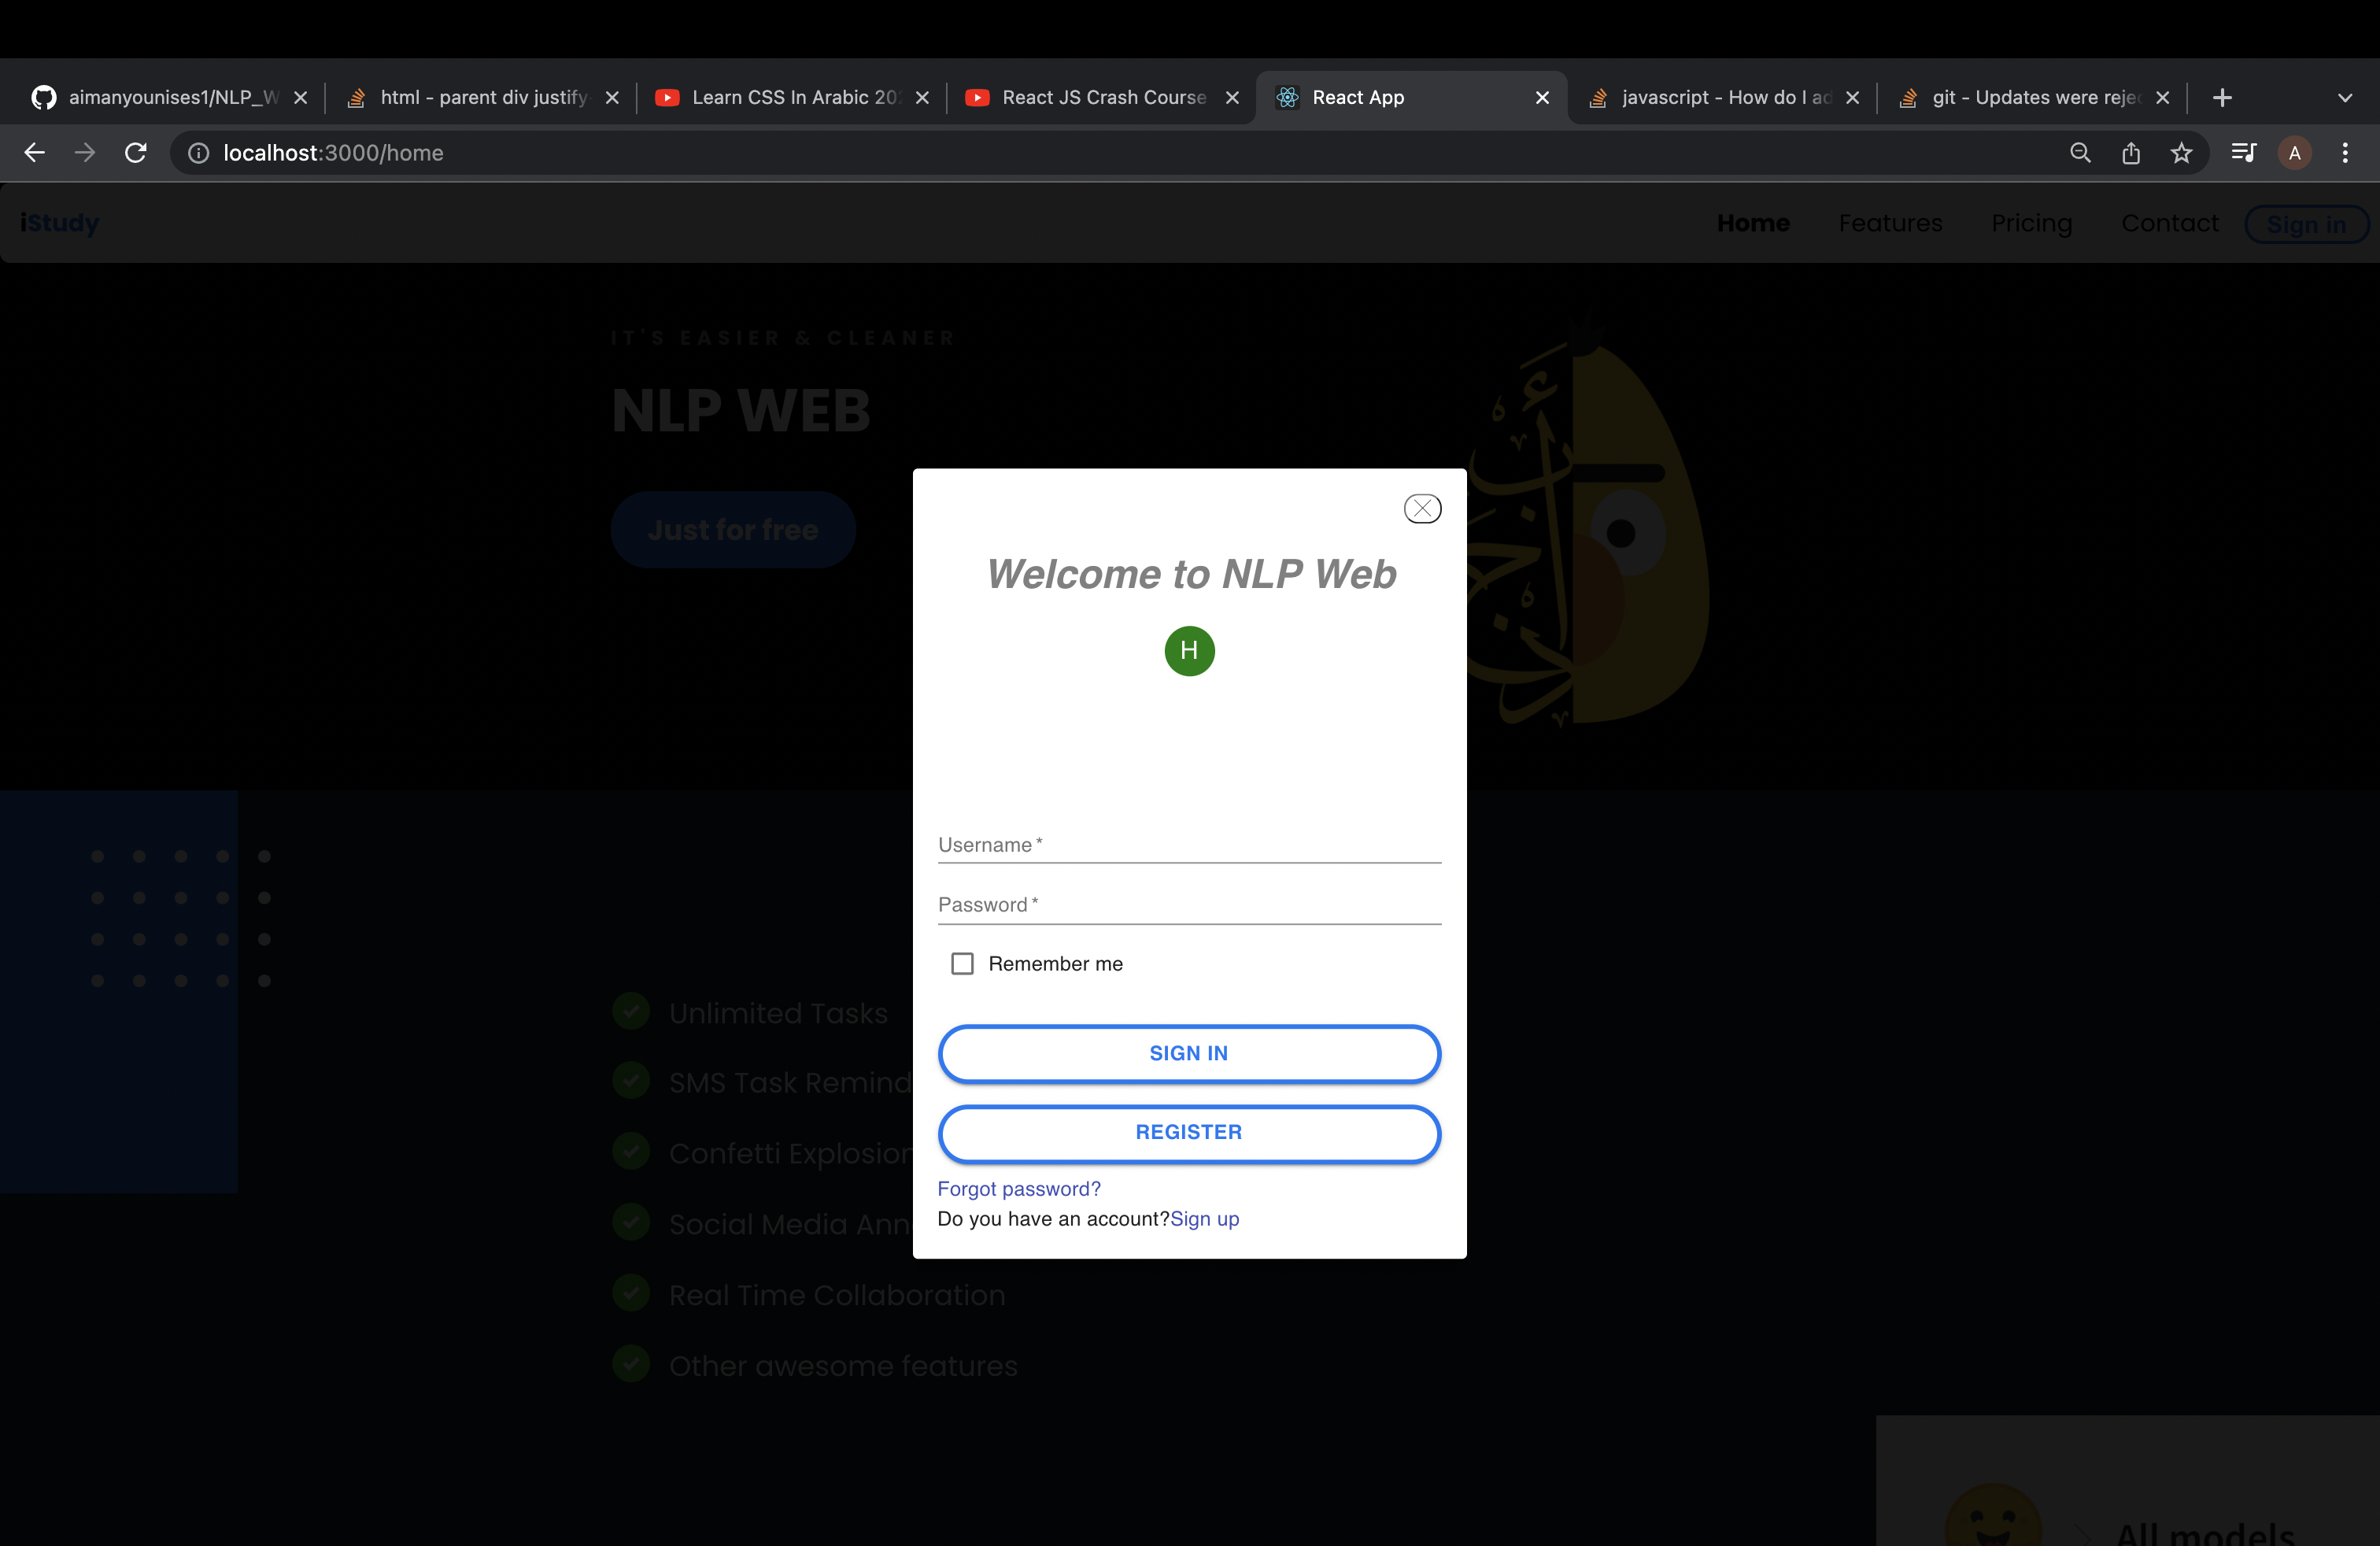 aimanyounises1/NLP_W
html - parent div justify
Learn CSS In Arabic 20
React JS Crash Course
React App
javascript - How do I ad
git - Updates were reje
localhost:3000/home
A
iStudy
Home
Features
Pricing
Contact
Sign in
IT'S EASIER & CLEANER
NLP WEB
Just for free
Welcome to NLP Web
H
Username *
Password *
Remember me
SIGN IN
REGISTER
Forgot password?
Do you have an account?Sign up
Unlimited Tasks
SMS Task Remind
Confetti Explosion
Social Media Ann
Real Time Collaboration
Other awesome features
All models